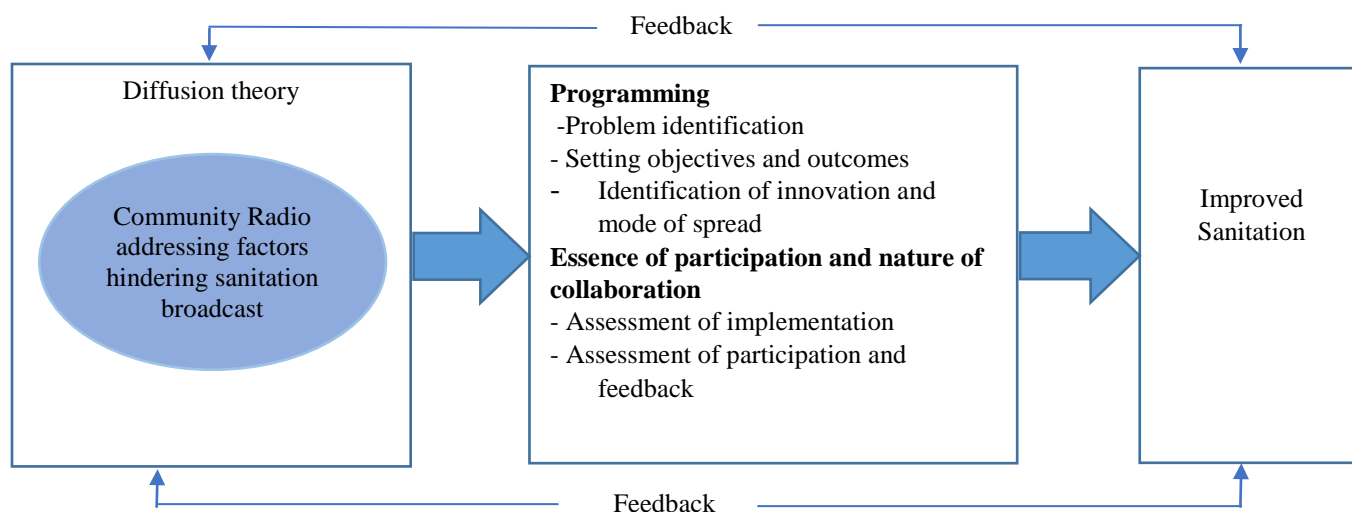 Feedback
Diffusion theory
Community Radio
addressing factors
hindering sanitation
broadcast
Programming
-Problem identification
- Setting objectives and outcomes
- Identification of innovation and
mode of spread
Essence of participation and nature of
collaboration
- Assessment of implementation
- Assessment of participation and
feedback
Improved
Sanitation
Feedback